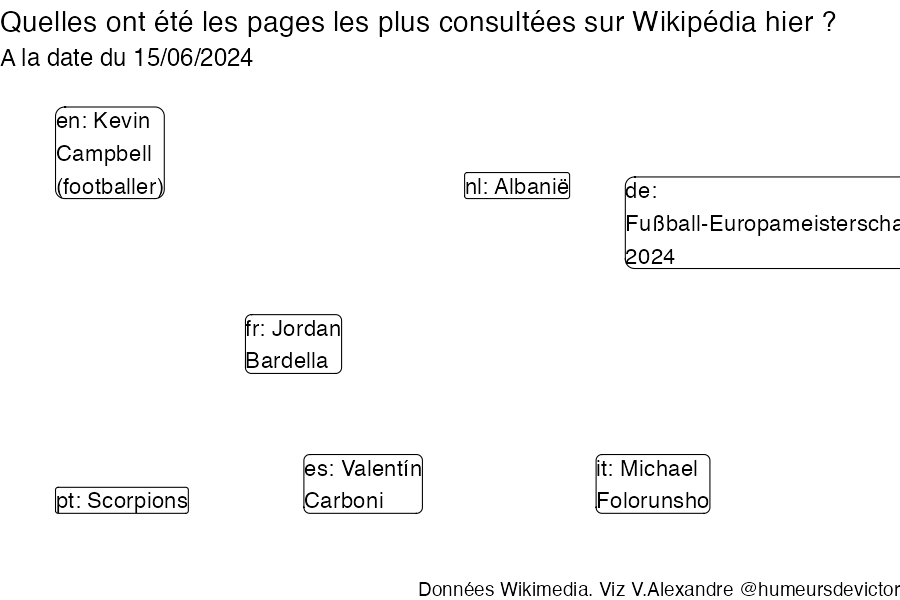 Quelles ont été les pages les plus consultées sur Wikipédia hier ?
A la date du 15/06/2024
en: Kevin
Campbell
(footballer)
nl: Albanië
de:
Fußball-Europameisterscha
2024
fr: Jordan
Bardella
es: Valentín
Carboni
it: Michael
Folorunsho
pt: Scorpions
Données Wikimedia. Viz V.Alexandre @humeursdevictor